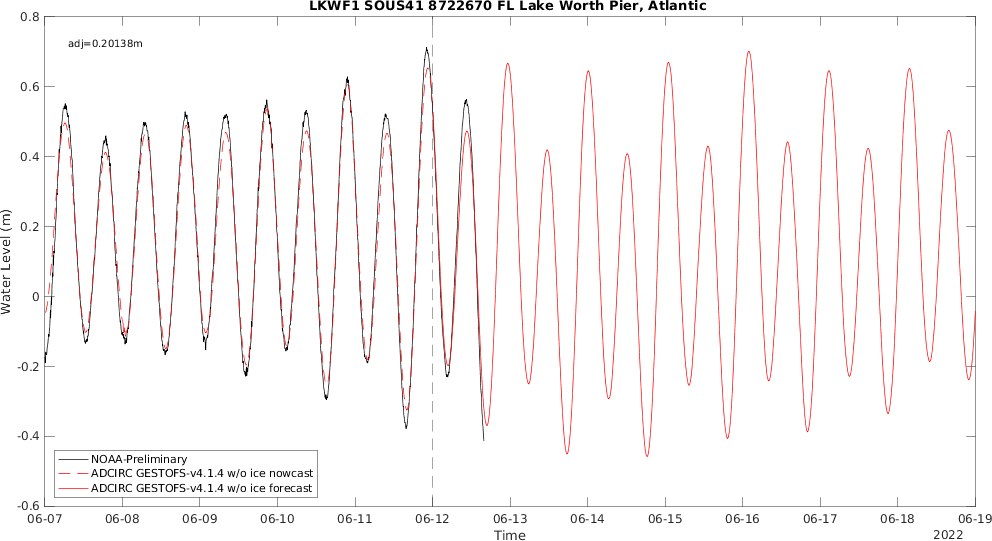 LKWF1 SOUS41 8722670 FL Lake Worth Pier, Atlantic
0.8
adj=0.20138m
0.6
0.4
0.2
0
-0.2
-0.4
-0.6
Water Level (m)
NOAA-Preliminary
ADCIRC GESTOFS-v4.1.4 w/o ice nowcast
ADCIRC GESTOFS-v4.1.4 w/o ice forecast
06-07 06-08 06-09 06-10 06-11 06-12 06-13 06-14 06-15 06-16 06-17 06-18 06-19
Time
2022